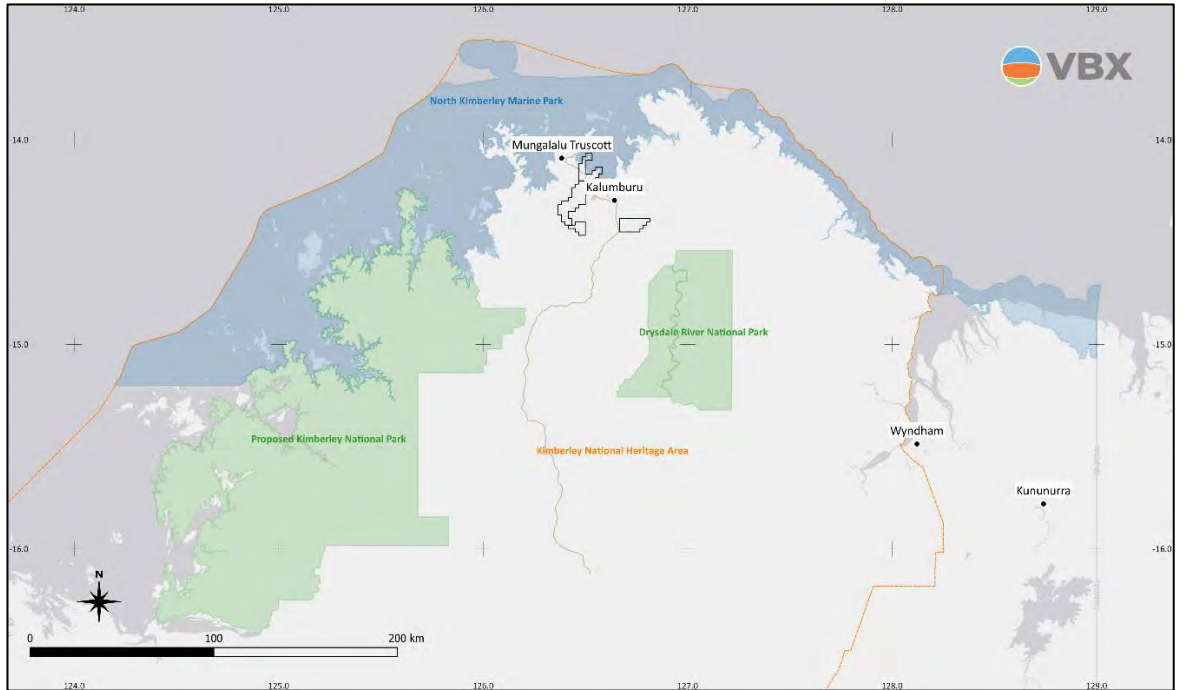 124.0 125.0 126.0 127.0 128.0 129.0
VBX
North Kimberley Marine Park
-14.0 -14.0
Mungalalu Truscott
Kalumburu
Drysdale River National Park
-15.0 -15.0
Proposed Kimberley National Park
Wyndham
Kimberley National Heritage Area
Kununurra
-16.0 -16.0
N
0 100 200 km
124.0 125.0 126.0 127.0 128.0 129.0